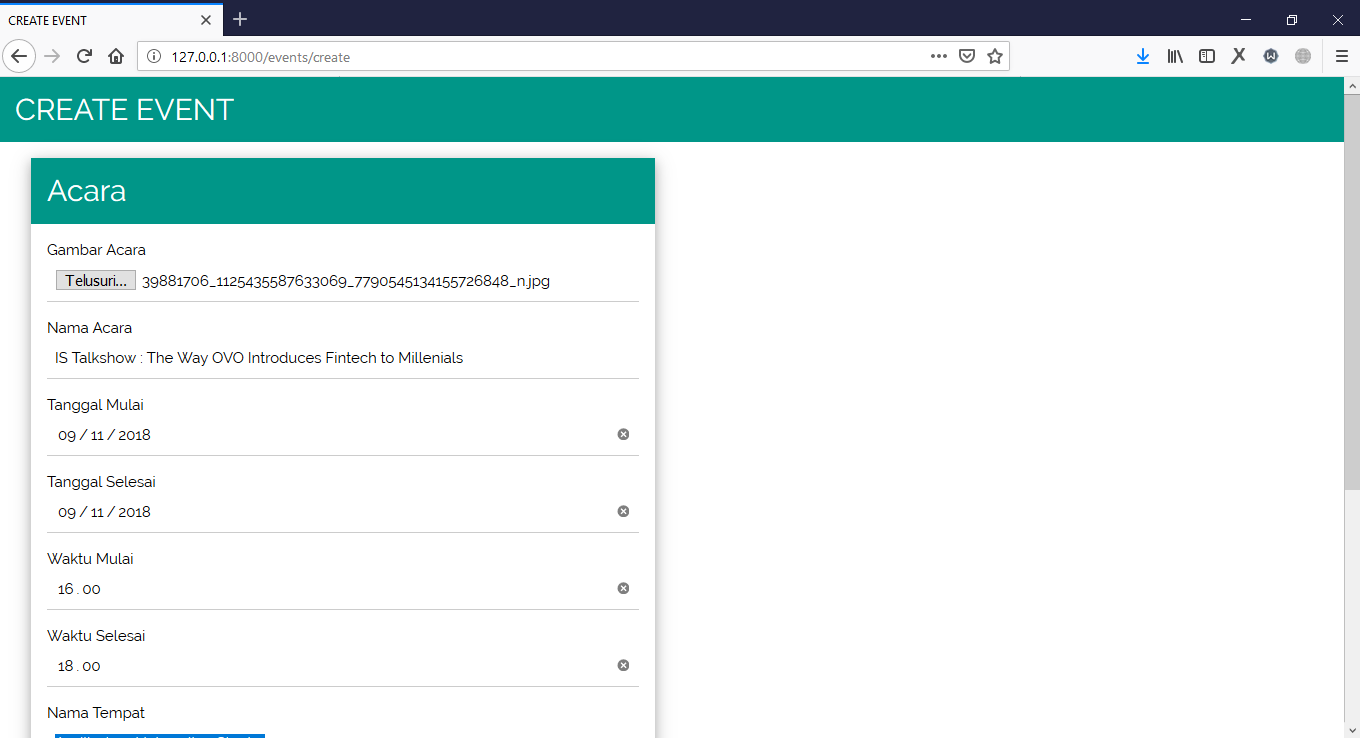 CREATE EVENT
127.0.0.1:8000/events/create
CREATE EVENT
Acara
Gambar Acara
Telusuri... 39881706_1125435587633069_7790545134155726848_n.jpg
Nama Acara
IS Talkshow : The Way OVO Introduces Fintech to Millenials
Tanggal Mulai
09 / 11 / 2018
Tanggal Selesai
09 / 11 / 2018
Waktu Mulai
16 . 00
Waktu Selesai
18 . 00
Nama Tempat